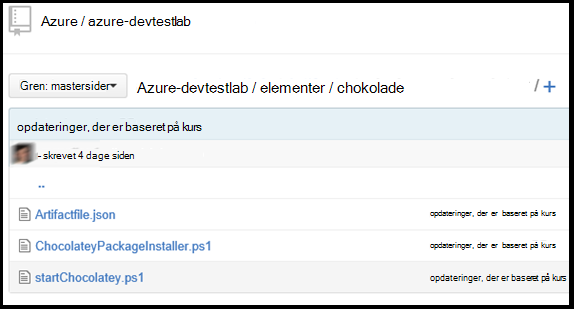 Azure / azure-devtestlab
Gren: mastersider Azure-devtestlab / elementer / chokolade / +
opdateringer, der er baseret på kurs
- skrevet 4 dage siden
..
Artifactfile.json opdateringer, der er baseret på kurs
ChocolateyPackageInstaller.ps1 opdateringer, der er baseret på kurs
startChocolatey.ps1 opdateringer, der er baseret på kurs